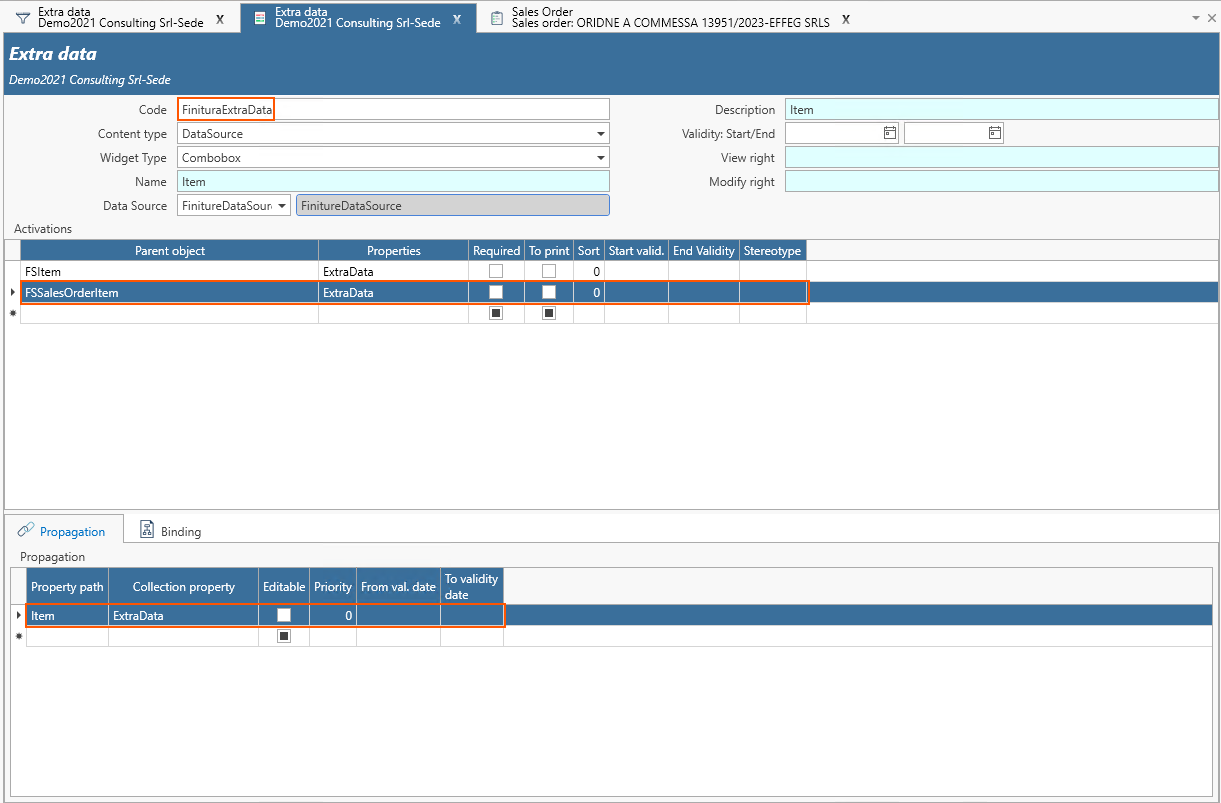 Extra data
Demo2021 Consulting Srl-Sede X
Extra data
Demo2021 Consulting Srl-Sede X
Sales Order
Sales order: ORIDNE A COMMESSA 13951/2023-EFFEG SRLS X
Extra data
Demo2021 Consulting Srl-Sede
Code FinituraExtraData Description Item
Content type DataSource Validity: Start/End
Widget Type Combobox View right
Name Item Modify right
Data Source FinitureDataSour FinitureDataSource
Activations
Parent object Properties Required To print Sort Start valid. End Validity Stereotype
FSItem ExtraData 0
FSSalesOrderItem ExtraData 0
Propagation Binding
Propagation
Property path Collection property Editable Priority From val. date To validity date
Item ExtraData 0